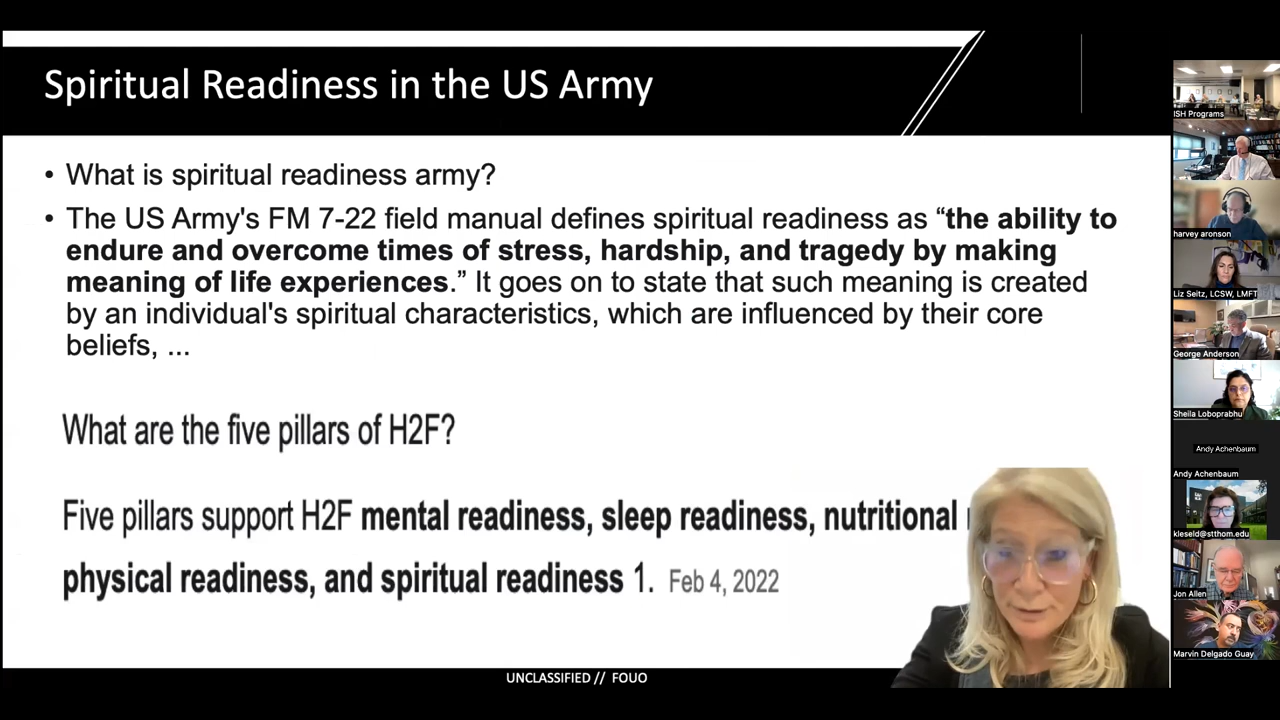 Spiritual Readiness in the US Army
• What is spiritual readiness army?
• The US Army's FM 7-22 field manual defines spiritual readiness as “the ability to
endure and overcome times of stress, hardship, and tragedy by making
meaning of life experiences.” It goes on to state that such meaning is created
by an individual's spiritual characteristics, which are influenced by their core
beliefs, ...
What are the five pillars of H2F?
Five pillars support H2F mental readiness, sleep readiness, nutritional
physical readiness, and spiritual readiness 1. Feb 4, 2022
UNCLASSIFIED // FOUO
ISH Programs
harvey aronson
Liz Seitz, LCSW, LMFT
George Anderson
Sheila Loboprabhu
Andy Achenbaum
Andy Achenbaum
kleseld@stthom.edu
Jon Allen
Marvin Delgado Guay